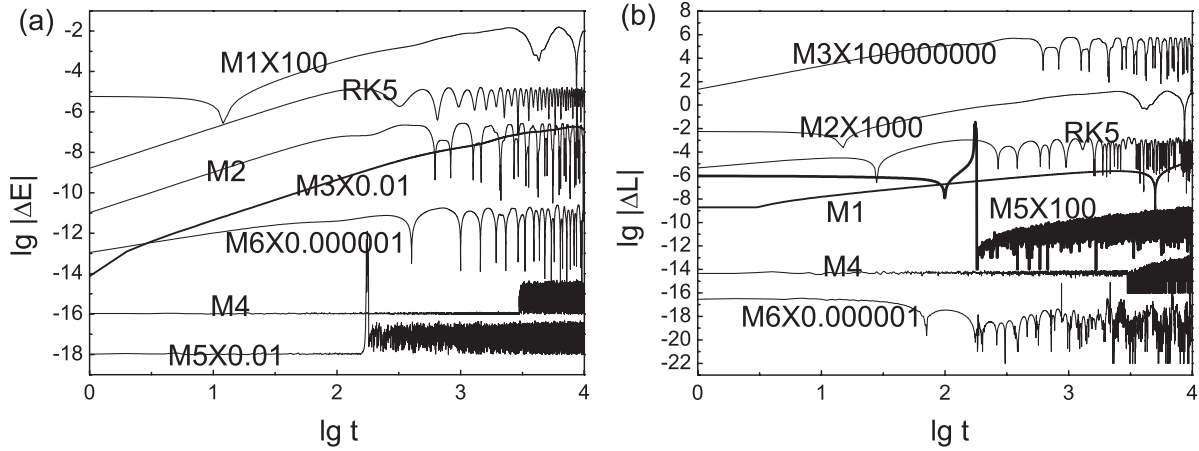 (a)
lg |ΔE|
-2
-4
-6
-8
-10
-12
-14
-16
-18
M1X100
RK5
M2
M3X0.01
M6X0.000001
M4
M5X0.01
0 1 2 3 4
lg t
(b)
lg |ΔL|
8
6
4
2
0
-2
-4
-6
-8
-10
-12
-14
-16
-18
-20
-22
M3X100000000
M2X1000
RK5
M1
M5X100
M4
M6X0.00001
0 1 2 3 4
lg t